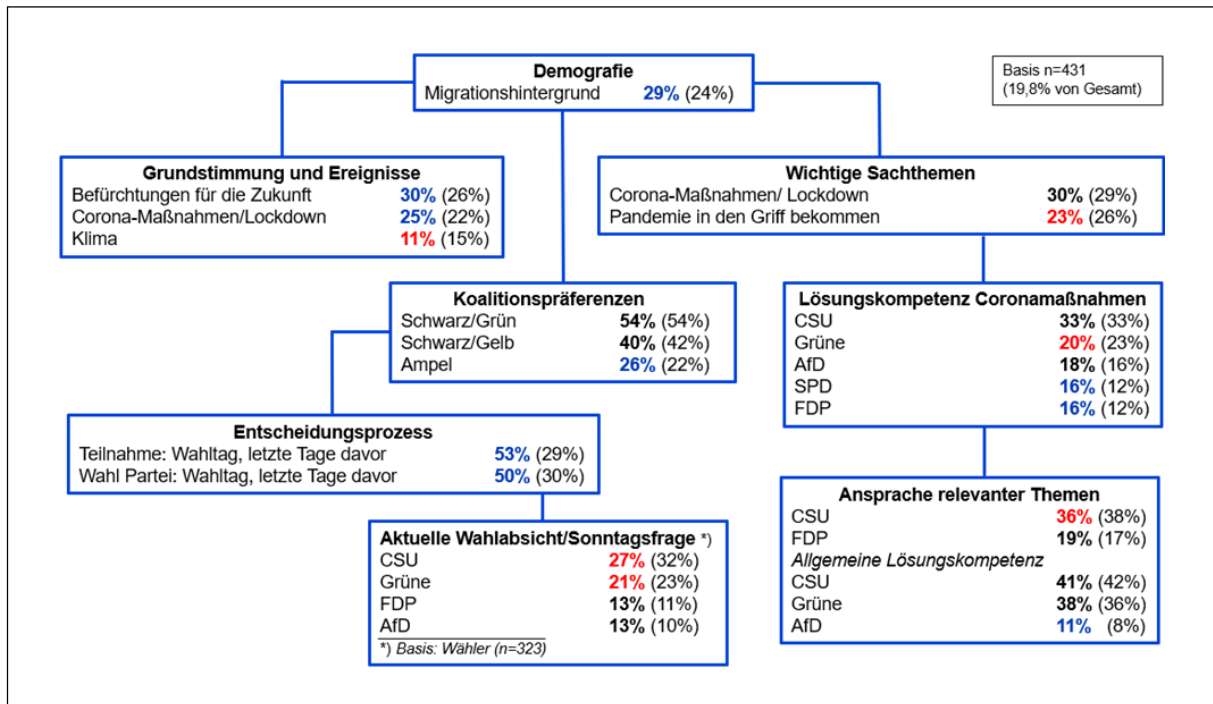 Demografie
Migrationshintergrund 29% (24%)
Basis n=431
(19,8% von Gesamt)
Grundstimmung und Ereignisse
Befürchtungen für die Zukunft 30% (26%)
Corona-Maßnahmen/Lockdown 25% (22%)
Klima 11% (15%)
Wichtige Sachthemen
Corona-Maßnahmen/ Lockdown 30% (29%)
Pandemie in den Griff bekommen 23% (26%)
Koalitionspräferenzen
Schwarz/Grün 54% (54%)
Schwarz/Gelb 40% (42%)
Ampel 26% (22%)
Lösungskompetenz Coronamaßnahmen
CSU 33% (33%)
Grüne 20% (23%)
AfD 18% (16%)
SPD 16% (12%)
FDP 16% (12%)
Entscheidungsprozess
Teilnahme: Wahltag, letzte Tage davor 53% (29%)
Wahl Partei: Wahltag, letzte Tage davor 50% (30%)
Ansprache relevanter Themen
CSU 36% (38%)
FDP 19% (17%)
Allgemeine Lösungskompetenz
CSU 41% (42%)
Grüne 38% (36%)
AfD 11% (8%)
Aktuelle Wahlabsicht/Sonntagsfrage *)
CSU 27% (32%)
Grüne 21% (23%)
FDP 13% (11%)
AfD 13% (10%)
*) Basis: Wähler (n=323)